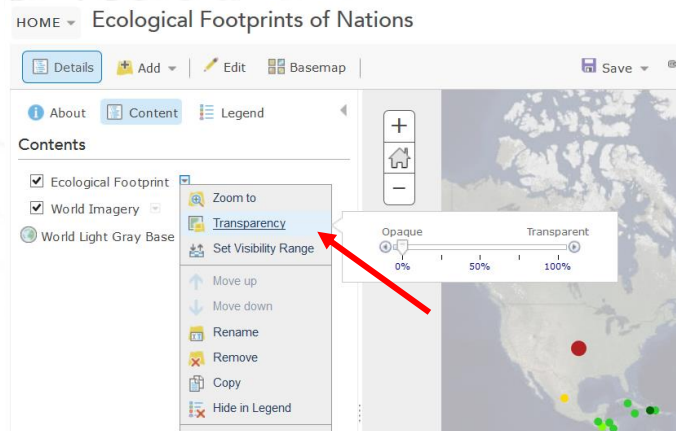 HOME Ecological Footprints of Nations
Details Add Edit Basemap Save
About Content Legend
Contents
Ecological Footprint
World Imagery
World Light Gray Base
Zoom to
Transparency
Set Visibility Range
Move up
Move down
Rename
Remove
Copy
Hide in Legend
Opaque Transparent
0% 50% 100%